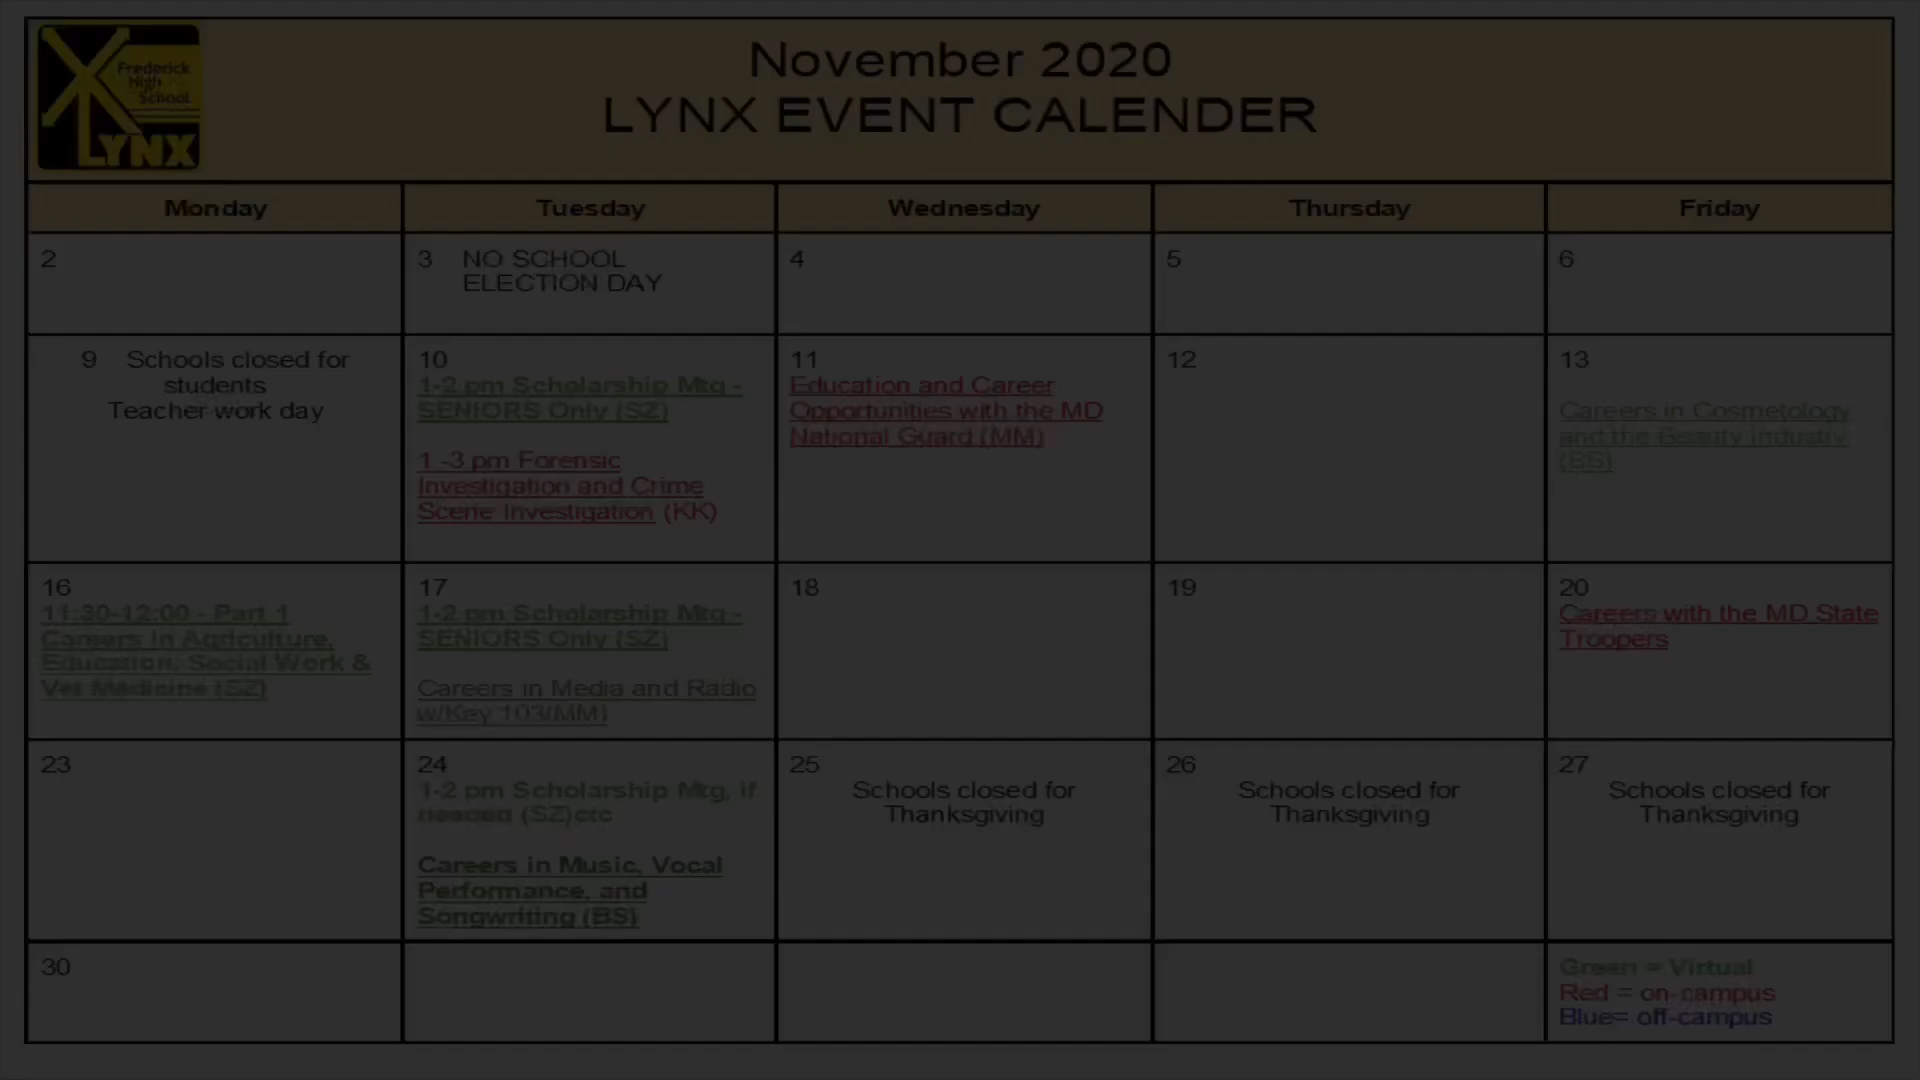 Frederick
High
School
LYNX
November 2020
LYNX EVENT CALENDER
Monday
Tuesday
Wednesday
Thursday
Friday
2
3 NO SCHOOL
ELECTION DAY
4
5
6
9 Schools closed for
students
Teacher work day
10
1-2 pm Scholarship Mtg -
SENIORS Only (SZ)
1 -3 pm Forensic
Investigation and Crime
Scene Investigation (KK)
11
Education and Career
Opportunities with the MD
National Guard (MM)
12
13
Careers in Cosmetology
and the Beauty Industry
(BS)
16
11:30-12:00 - Part 1
Careers in Agriculture,
Education, Social Work &
Vet Medicine (SZ)
17
1-2 pm Scholarship Mtg -
SENIORS Only (SZ)
Careers in Media and Radio
w/Key 103(MM)
18
19
20
Careers with the MD State
Troopers
23
24
1-2 pm Scholarship Mtg, if
needed (SZ)ctc
Careers in Music, Vocal
Performance, and
Songwriting (BS)
25
Schools closed for
Thanksgiving
26
Schools closed for
Thanksgiving
27
Schools closed for
Thanksgiving
30
Green = Virtual
Red = on-campus
Blue= off-campus